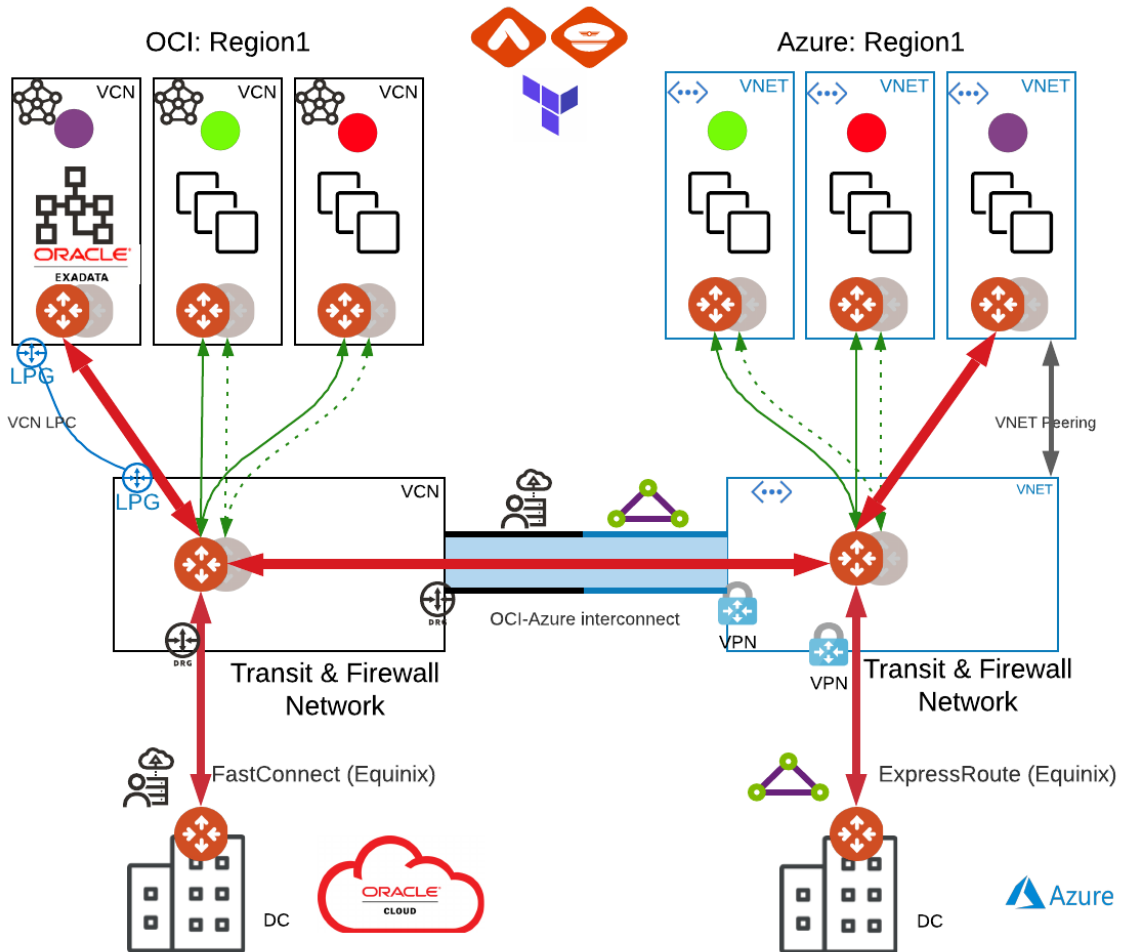 OCI: Region1
Azure: Region1
VCN
VCN
VCN
VNET
VNET
VNET
ORACLE
EXADATA
LPG
VCN LPC
LPG
VNET Peering
VCN
VNET
DRG
OCI-Azure interconnect
VPN
DRG
VPN
Transit & Firewall
Network
Transit & Firewall
Network
FastConnect (Equinix)
ExpressRoute (Equinix)
ORACLE
CLOUD
DC
DC
Azure